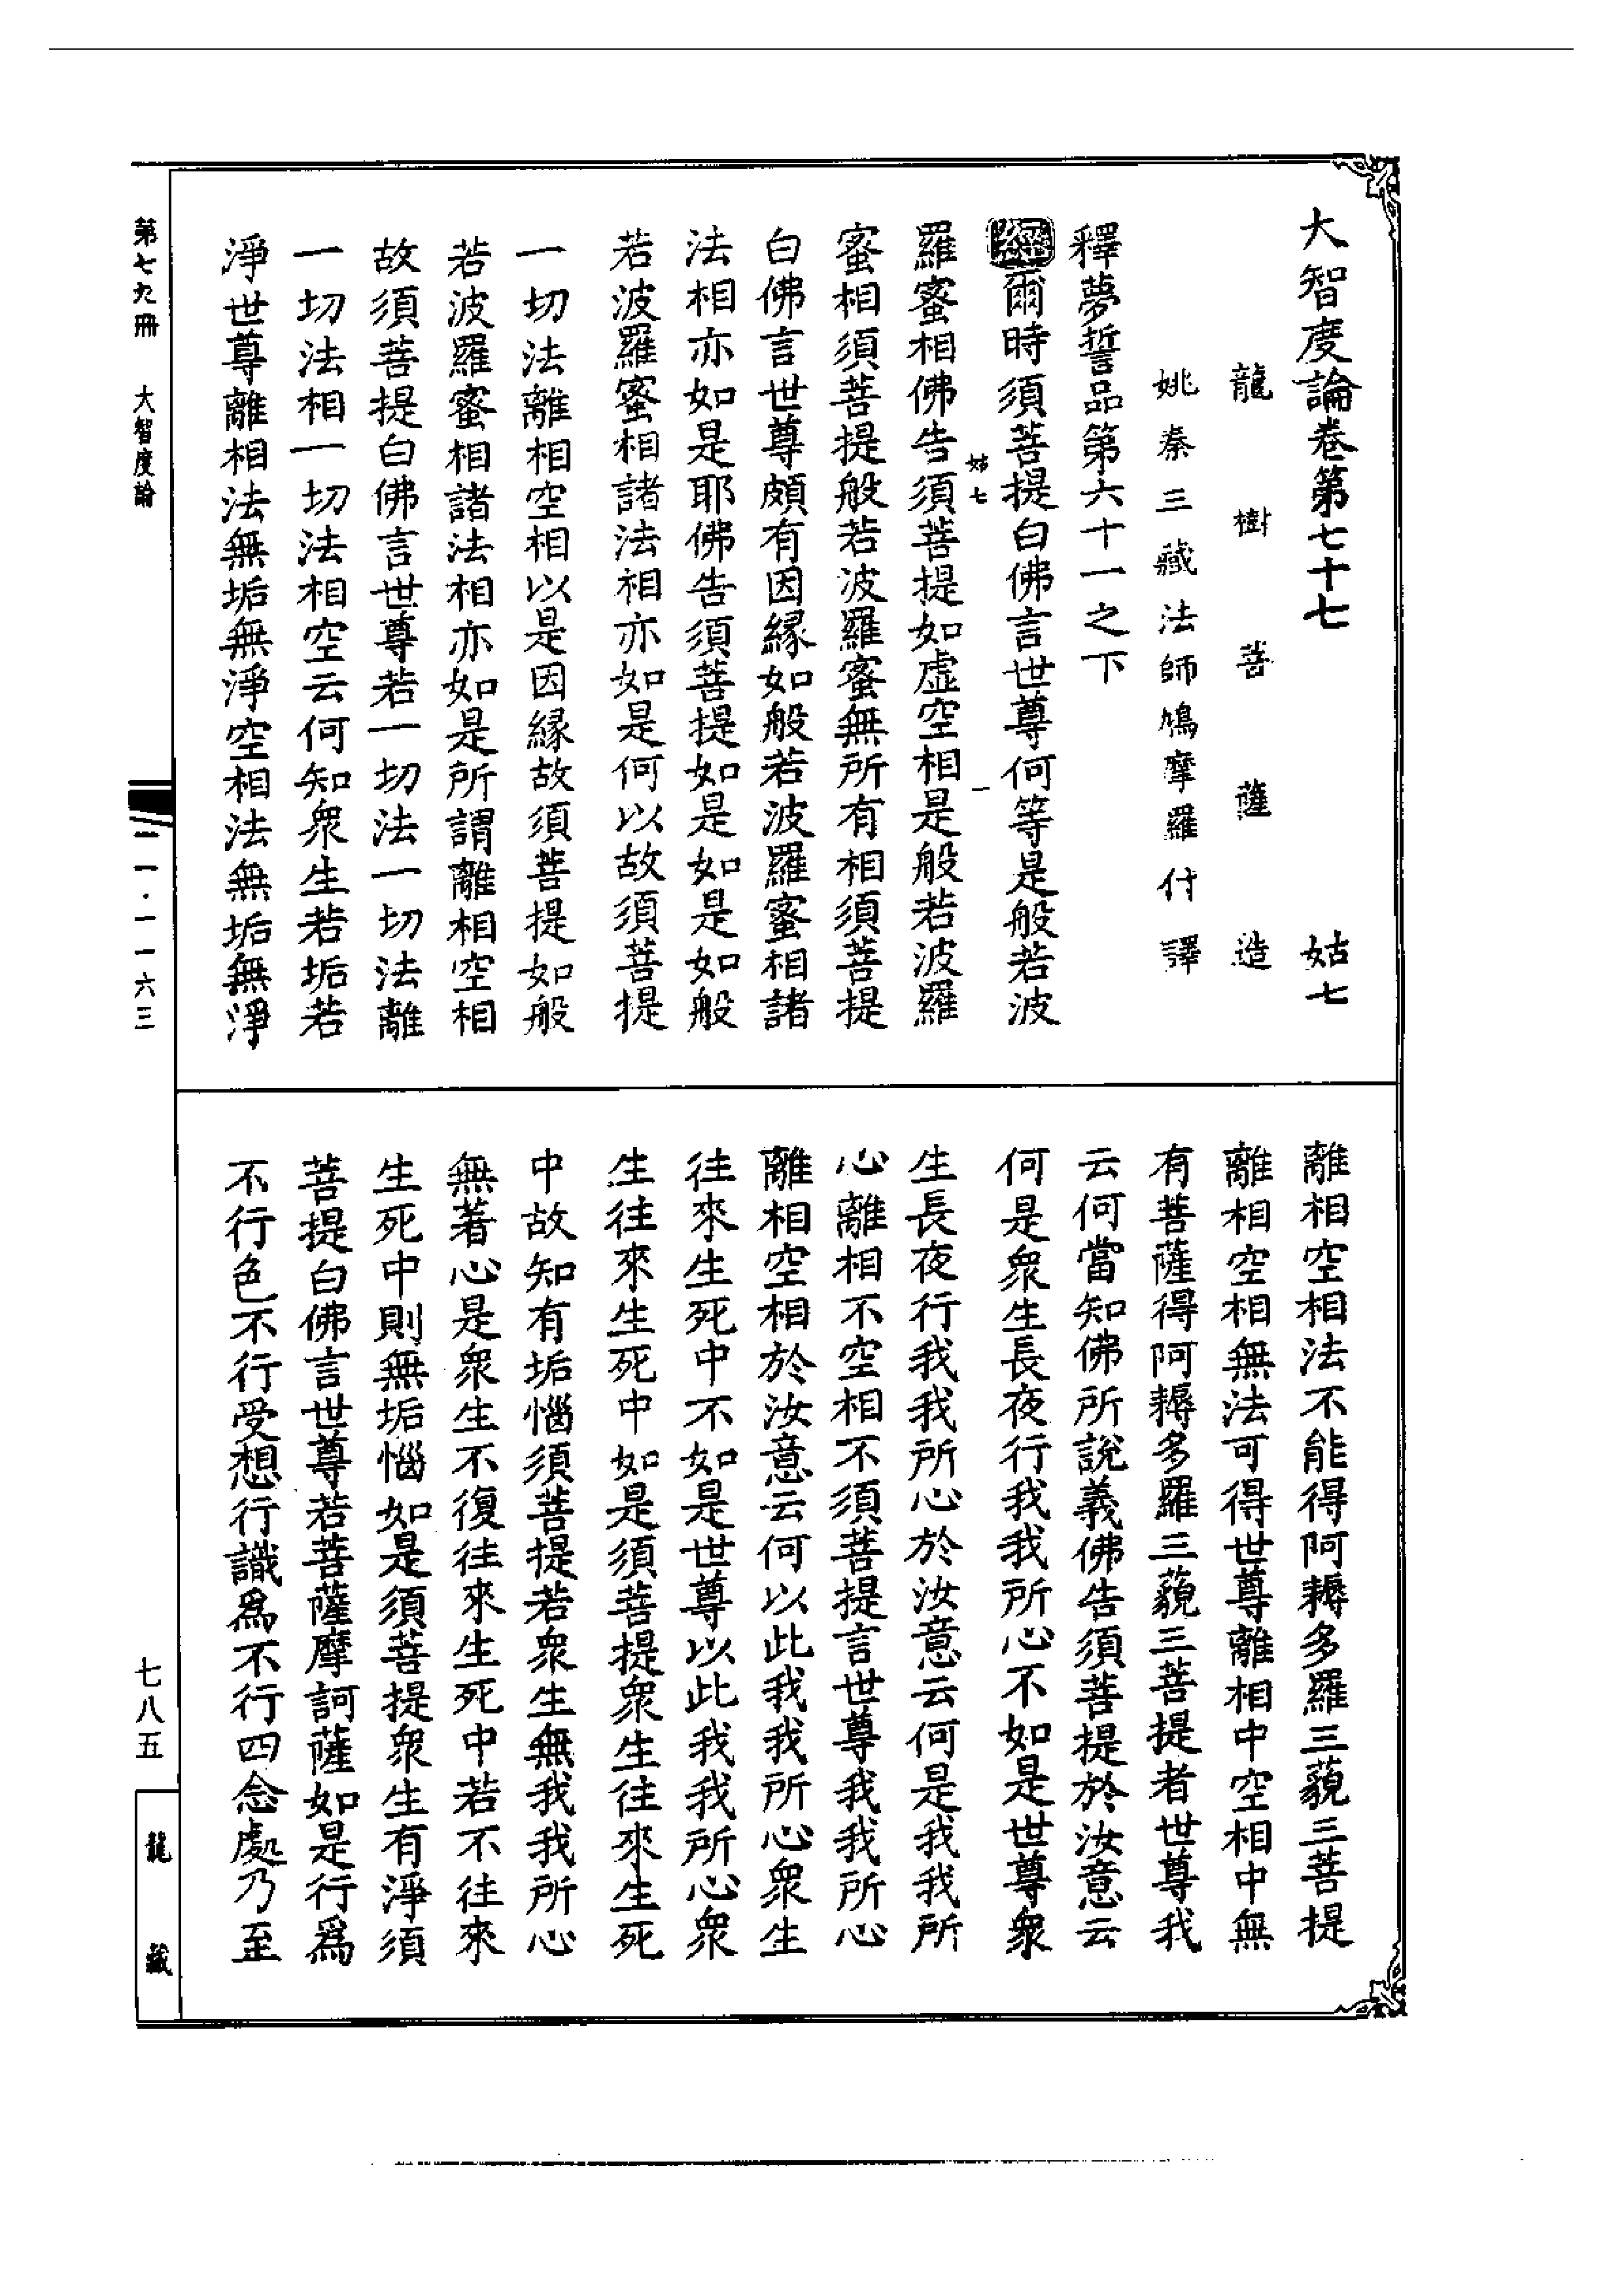 大智度論卷第七十七 姑七
龍樹菩薩造
姚秦三藏法師鳩摩羅什譯
釋夢誓品第六十一之下
經爾時須菩提白佛言世尊何等是般若波
姑七 一
羅蜜相佛告須菩提如虛空相是般若波羅
蜜相須菩提般若波羅蜜無所有相須菩提
白佛言世尊頗有因緣如般若波羅蜜相諸
法相亦如是耶佛告須菩提如是如是如般
若波羅蜜相諸法相亦如是何以故須菩提
一切法離相空相以是因緣故須菩提如般
若波羅蜜相諸法相亦如是所謂離相空相
故須菩提白佛言世尊若一切法一切法離
一切法相一切法相空云何知衆生若垢若
淨世尊離相法無垢無淨空相法無垢無淨
離相空相法不能得阿耨多羅三藐三菩提
離相空相無法可得世尊離相中空相中無
有菩薩得阿耨多羅三藐三菩提者世尊我
云何當知佛所說義佛告須菩提於汝意云
何是衆生長夜行我我所心不如是世尊衆
生長夜行我我所心於汝意云何是我我所
心離相不空相不須菩提言世尊我我所心
離相空相於汝意云何以此我我所心衆生
往來生死中不如是世尊以此我我所心衆
生往來生死中如是須菩提衆生往來生死
中故知有垢惱須菩提若衆生無我我所心
無著心是衆生不復往來生死中若不往來
生死中則無垢惱如是須菩提衆生有淨須
菩提白佛言世尊若菩薩摩訶薩如是行爲
不行色不行受想行識爲不行四念處乃至
第七九冊 大智度論
二一·一一六三
七八五
龍藏